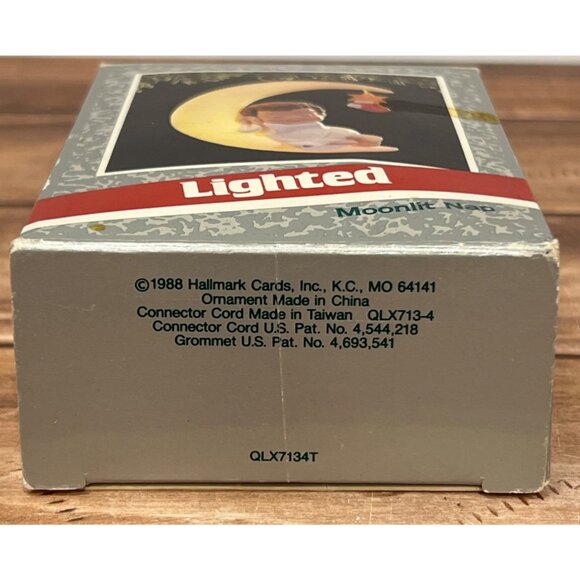 Lighted
Moonlit Nap
©1988 Hallmark Cards, Inc., K.C., MO 64141
Ornament Made in China
Connector Cord Made in Taiwan QLX713-4
Connector Cord U.S. Pat. No. 4,544,218
Grommet U.S. Pat. No. 4,693,541
QLX7134T